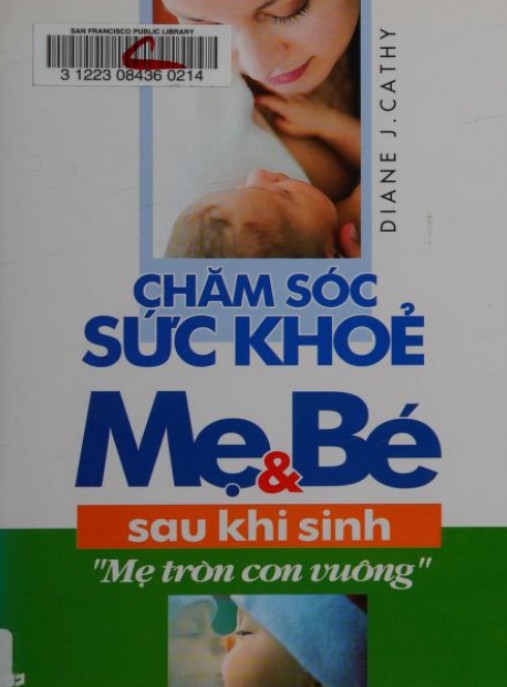 SAN FRANCISCO PUBLIC LIBRARY
3 1223 08436 0214
DIANE J. CATHY
CHĂM SÓC
SỨC KHOẺ
Mẹ & Bé
sau khi sinh
"Mẹ tròn con vuông"